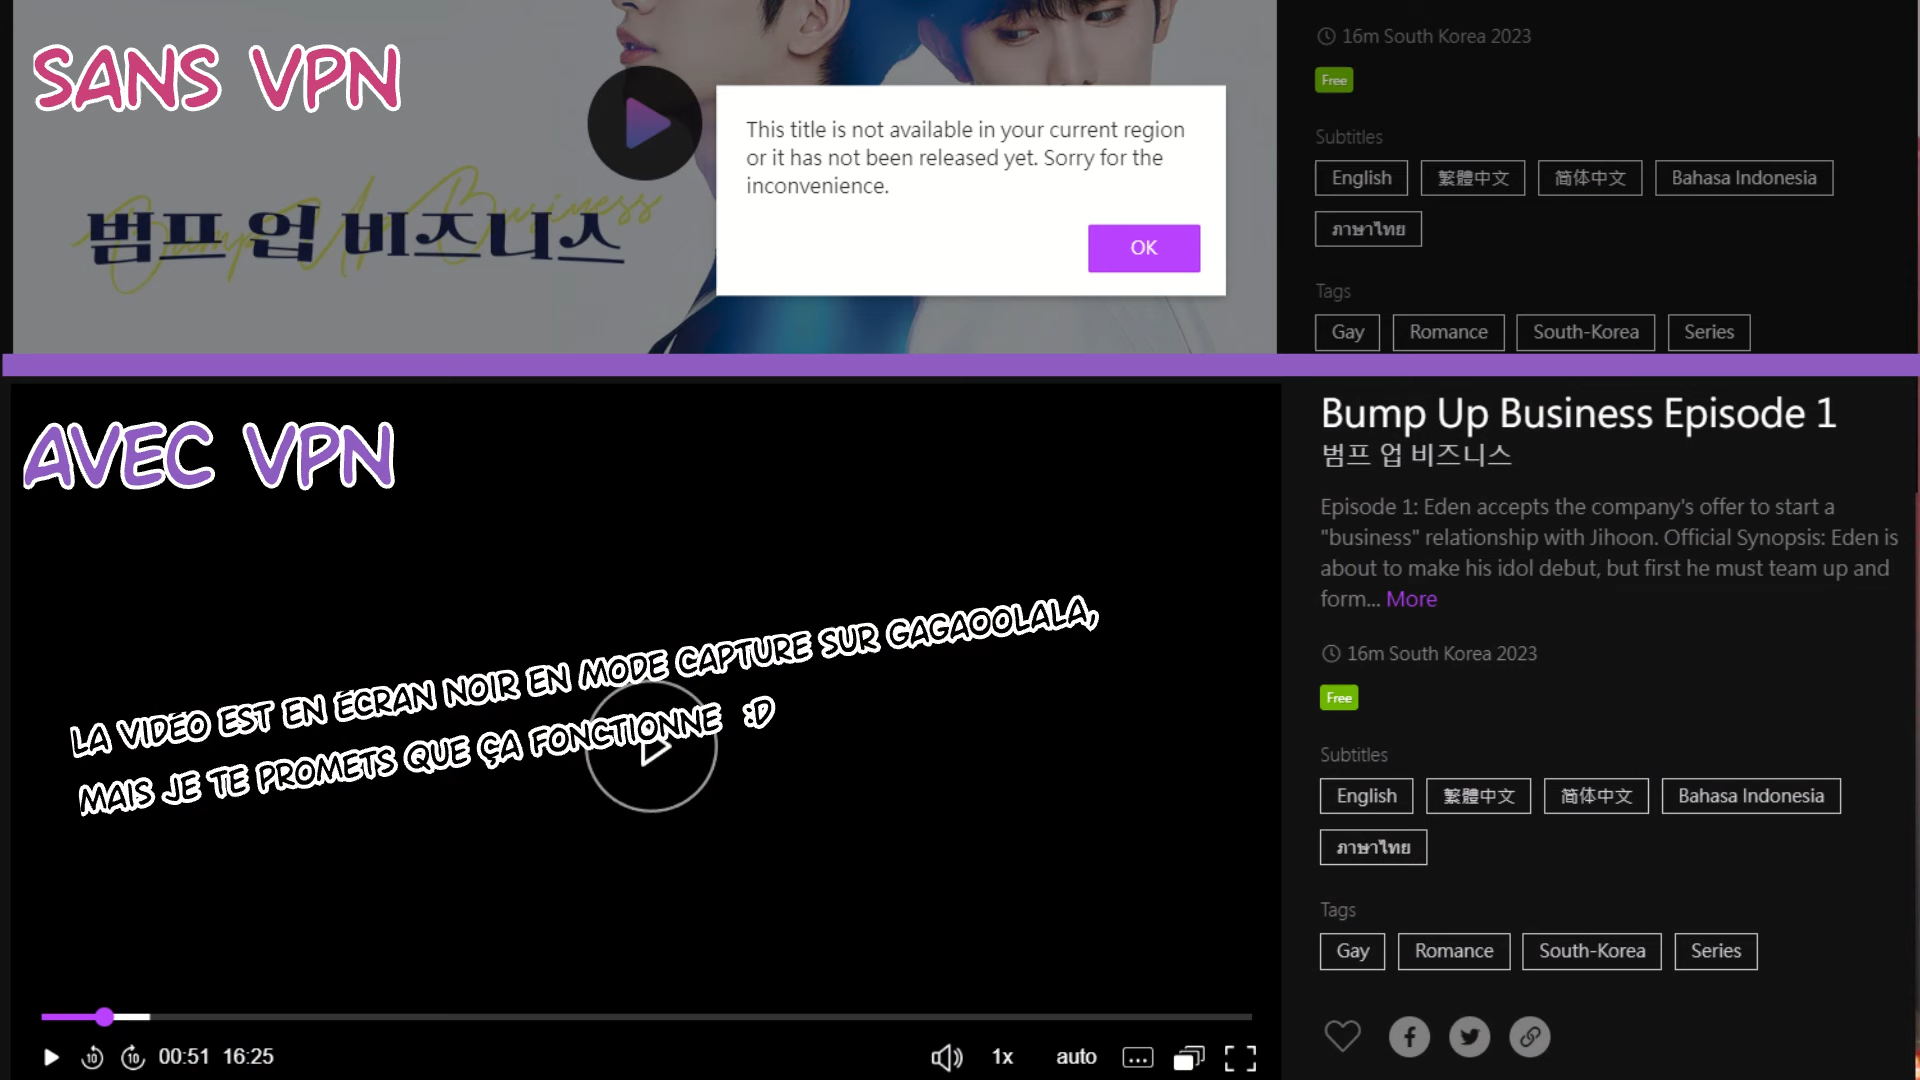 SANS VPN
범프 업 비즈니스
Bump Up Business
This title is not available in your current region
or it has not been released yet. Sorry for the
inconvenience.
OK
16m South Korea 2023
Free
Subtitles
English 繁體中文 简体中文 Bahasa Indonesia
ภาษาไทย
Tags
Gay Romance South-Korea Series
AVEC VPN
LA VIDÉO EST EN ÉCRAN NOIR EN MODE CAPTURE SUR GAGAOOLALA,
MAIS JE TE PROMETS QUE ÇA FONCTIONNE :D
00:51 16:25
1x auto
Bump Up Business Episode 1
범프 업 비즈니스
Episode 1: Eden accepts the company's offer to start a
"business" relationship with Jihoon. Official Synopsis: Eden is
about to make his idol debut, but first he must team up and
form... More
16m South Korea 2023
Free
Subtitles
English 繁體中文 简体中文 Bahasa Indonesia
ภาษาไทย
Tags
Gay Romance South-Korea Series